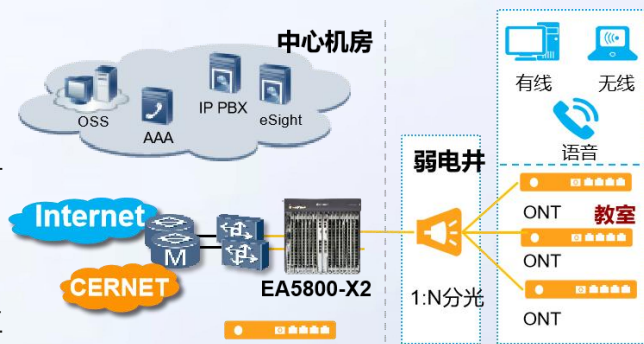 中心机房
OSS
AAA
IP PBX
eSight
有线
无线
语音
弱电井
Internet
M
CERNET
EA5800-X2
1:N分光
ONT
教室
ONT
ONT